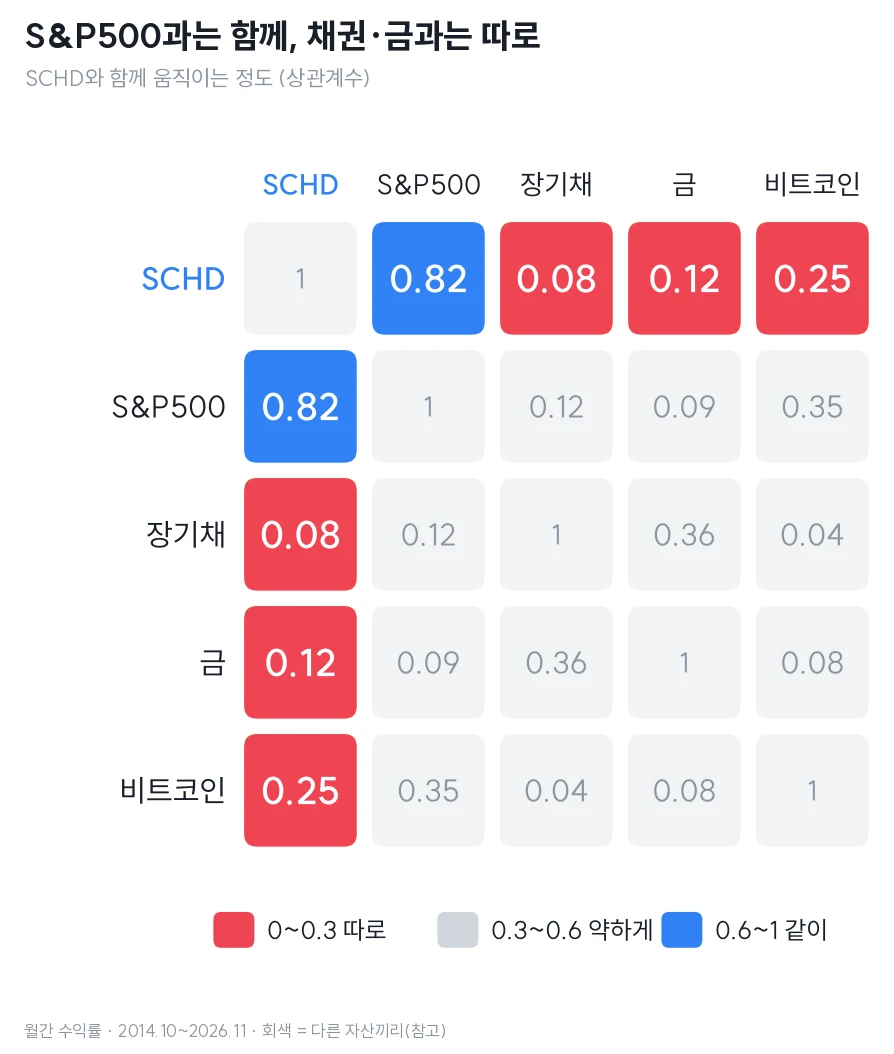 S&P500과는 함께, 채권·금과는 따로
SCHD와 함께 움직이는 정도 (상관계수)
SCHD S&P500 장기채 금 비트코인
SCHD 1 0.82 0.08 0.12 0.25
S&P500 0.82 1 0.12 0.09 0.35
장기채 0.08 0.12 1 0.36 0.04
금 0.12 0.09 0.36 1 0.08
비트코인 0.25 0.35 0.04 0.08 1
0~0.3 따로 0.3~0.6 약하게 0.6~1 같이
월간 수익률 · 2014.10~2026.11 · 회색 = 다른 자산끼리(참고)